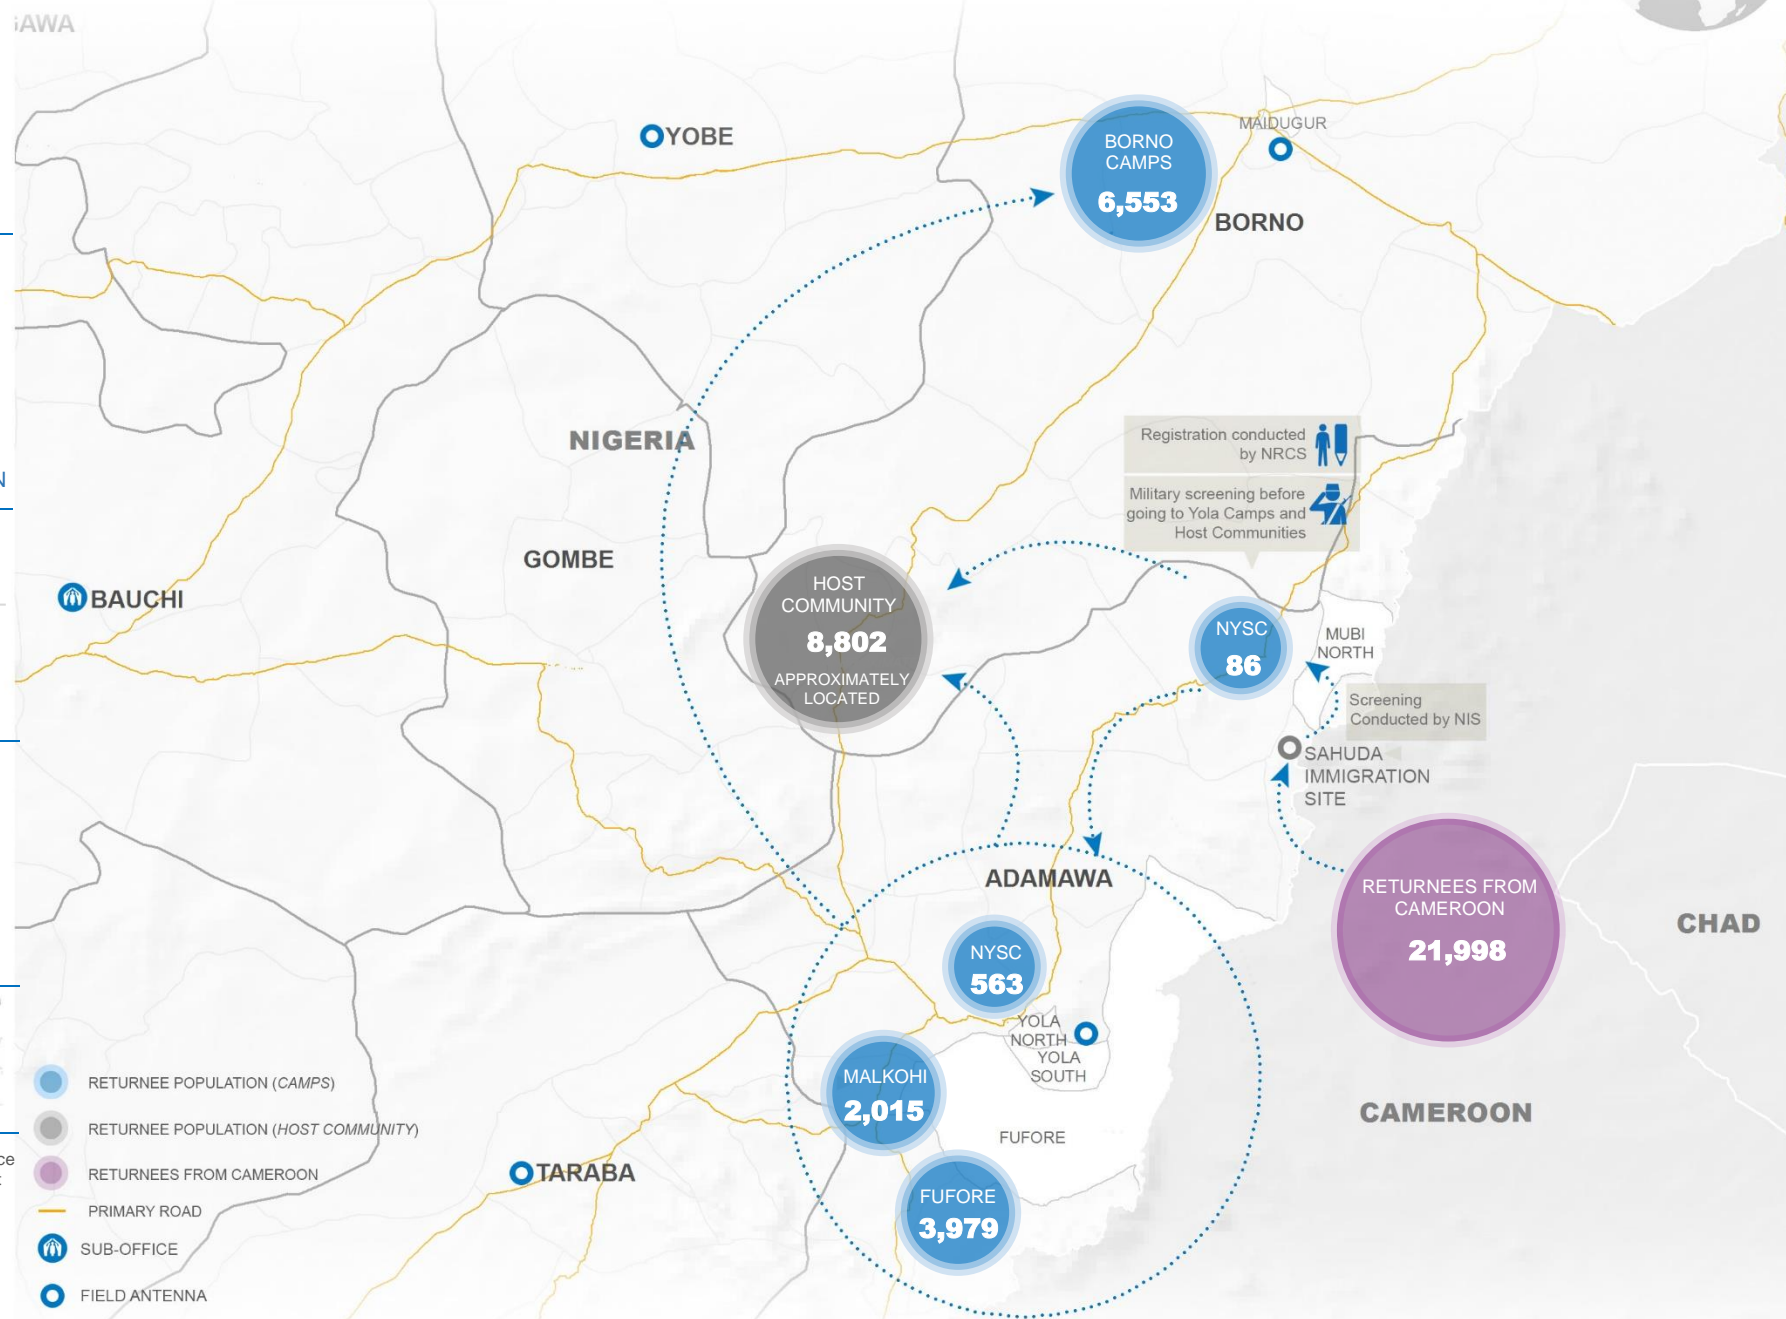 YOBE
MAIDUGUR
BORNO
CAMPS
6,553
BORNO
NIGERIA
Registration conducted
by NRCS
Military screening before
going to Yola Camps and
Host Communities
GOMBE
BAUCHI
HOST
COMMUNITY
8,802
APPROXIMATELY
LOCATED
NYSC
86
MUBI
NORTH
Screening
Conducted by NIS
SAHUDA
IMMIGRATION
SITE
ADAMAWA
RETURNEES FROM
CAMEROON
21,998
CHAD
NYSC
563
YOLA
NORTH
YOLA
SOUTH
MALKOHI
2,015
FUFORE
CAMEROON
FUFORE
3,979
TARABA
RETURNEE POPULATION (CAMPS)
RETURNEE POPULATION (HOST COMMUNITY)
RETURNEES FROM CAMEROON
PRIMARY ROAD
SUB-OFFICE
FIELD ANTENNA